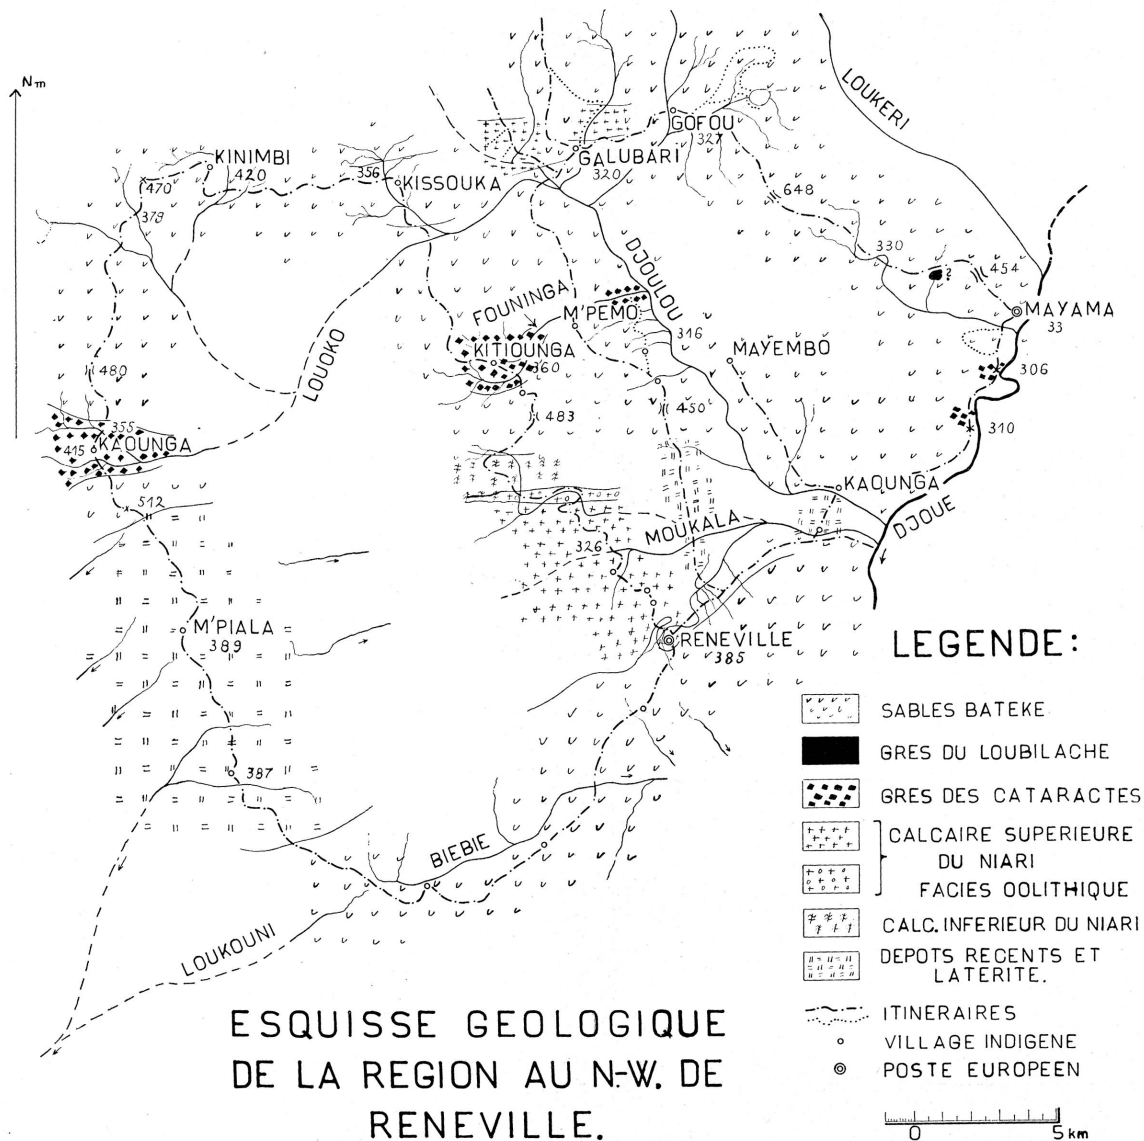 Nm
LOUKERI
GOFOU
327
GALUBARI
320
KINIMBI
420
470
379
356
KISSOUKA
648
DJOULOU
330
?
454
MAYAMA
33
FOUNINGA
M'PEMO
316
LOUOKO
KITIOUNGA
360
MAYEMBO
306
480
483
450
310
355
415
KAOUNGA
512
KAOUNGA
DJOUE
MOUKALA
326
M'PIALA
389
RENEVILLE
385
387
BIEBIE
LOUKOUNI
LEGENDE:
SABLES BATEKE
GRES DU LOUBILACHE
GRES DES CATARACTES
CALCAIRE SUPERIEURE
DU NIARI
FACIES OOLITHIQUE
CALC. INFERIEUR DU NIARI
DEPOTS RECENTS ET
LATERITE.
ITINERAIRES
VILLAGE INDIGENE
POSTE EUROPEEN
0 5 km
ESQUISSE GEOLOGIQUE
DE LA REGION AU N-W. DE
RENEVILLE.